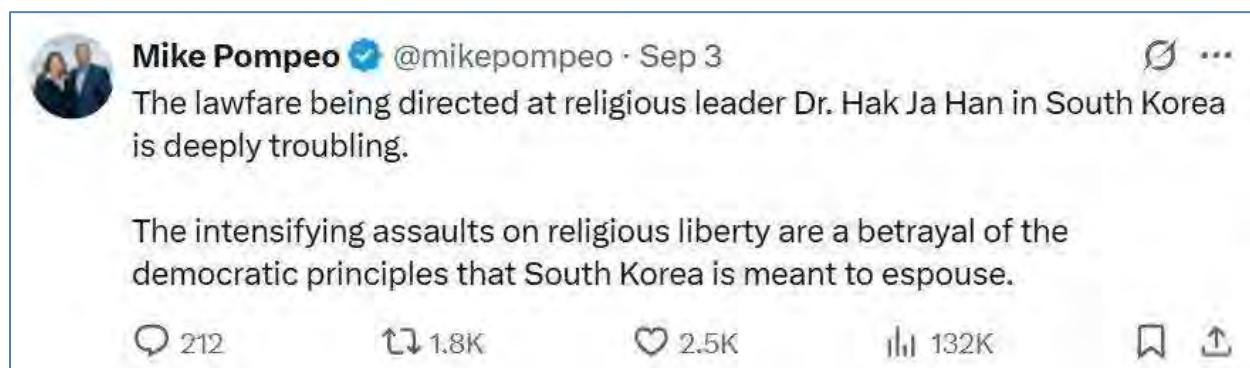 Mike Pompeo @mikepompeo · Sep 3
The lawfare being directed at religious leader Dr. Hak Ja Han in South Korea
is deeply troubling.
The intensifying assaults on religious liberty are a betrayal of the
democratic principles that South Korea is meant to espouse.
212 1.8K 2.5K 132K